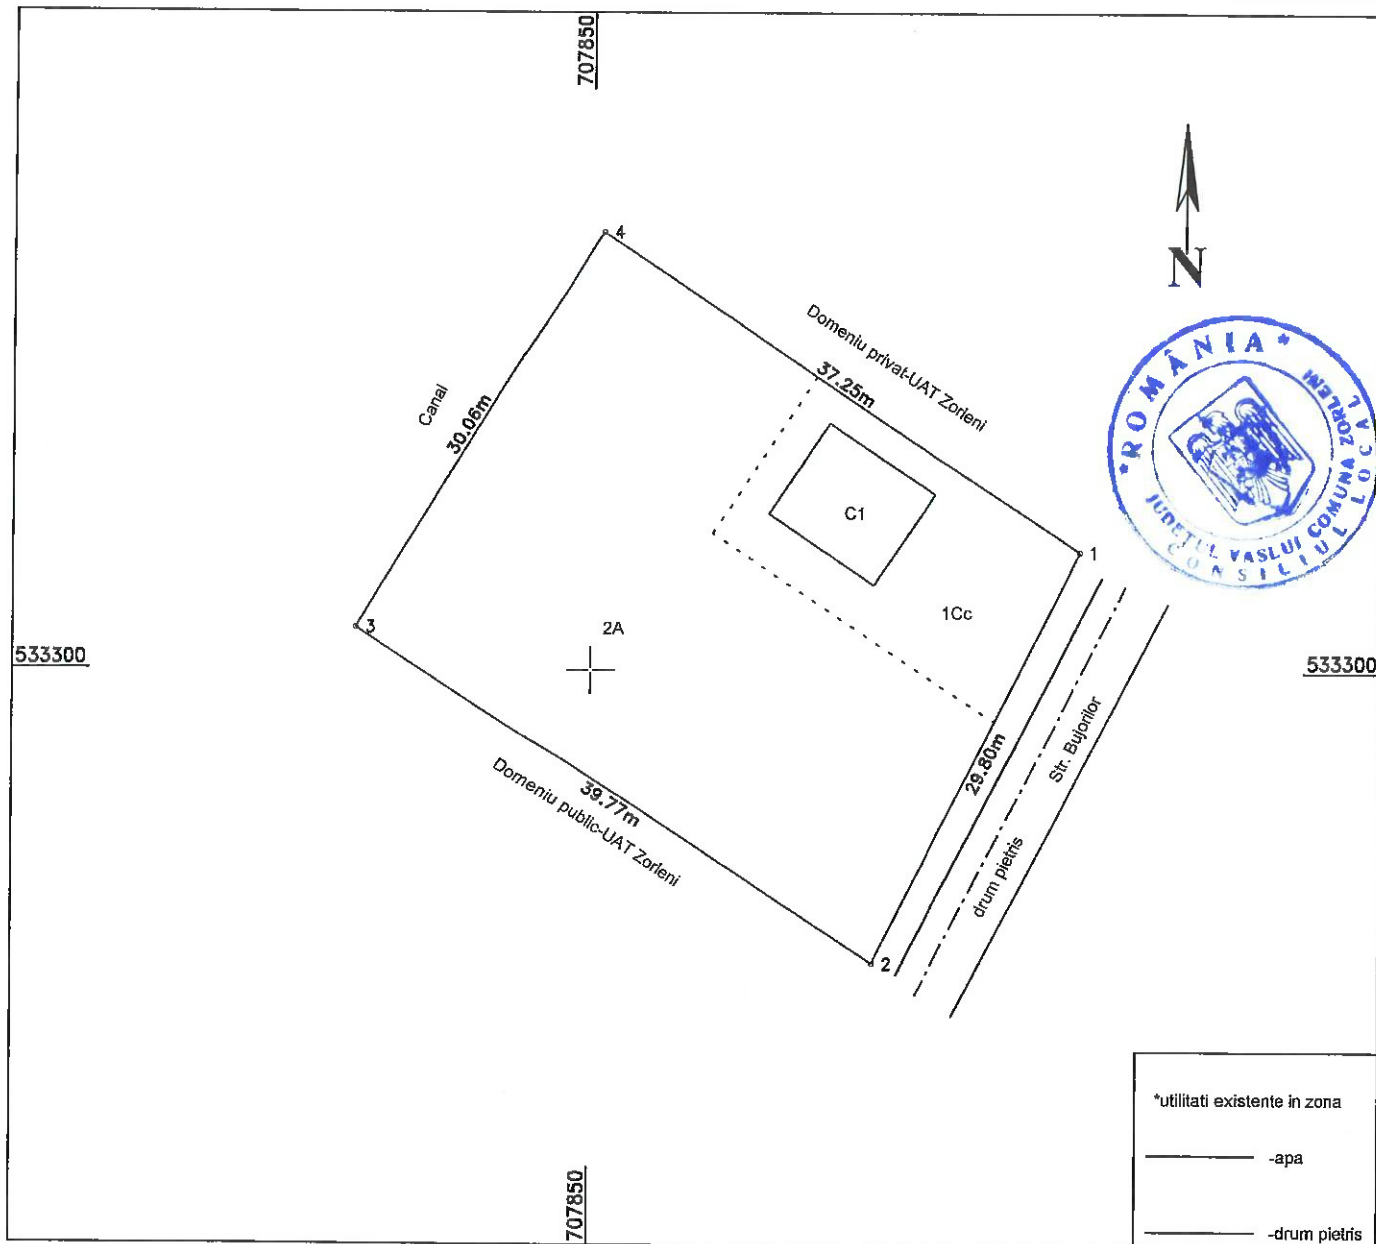 707850
4
Domeniu privat-UAT Zorleni
37.25m
N
Canal
30.06m
*ROMÂNIA*
JUDEŢUL VASLUI COMUNA ZORLENI
CONSILIUL LOCAL
C1
1
1Cc
3
2A
533300
533300
Str. Bujorilor
29.80m
Domeniu public-UAT Zorleni
39.77m
drum pietris
2
*utilitati existente in zona
-apa
707850
-drum pietris